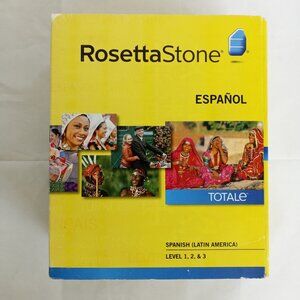 RosettaStone
ESPAÑOL
TOTALe
SPANISH (LATIN AMERICA)
LEVEL 1, 2, & 3